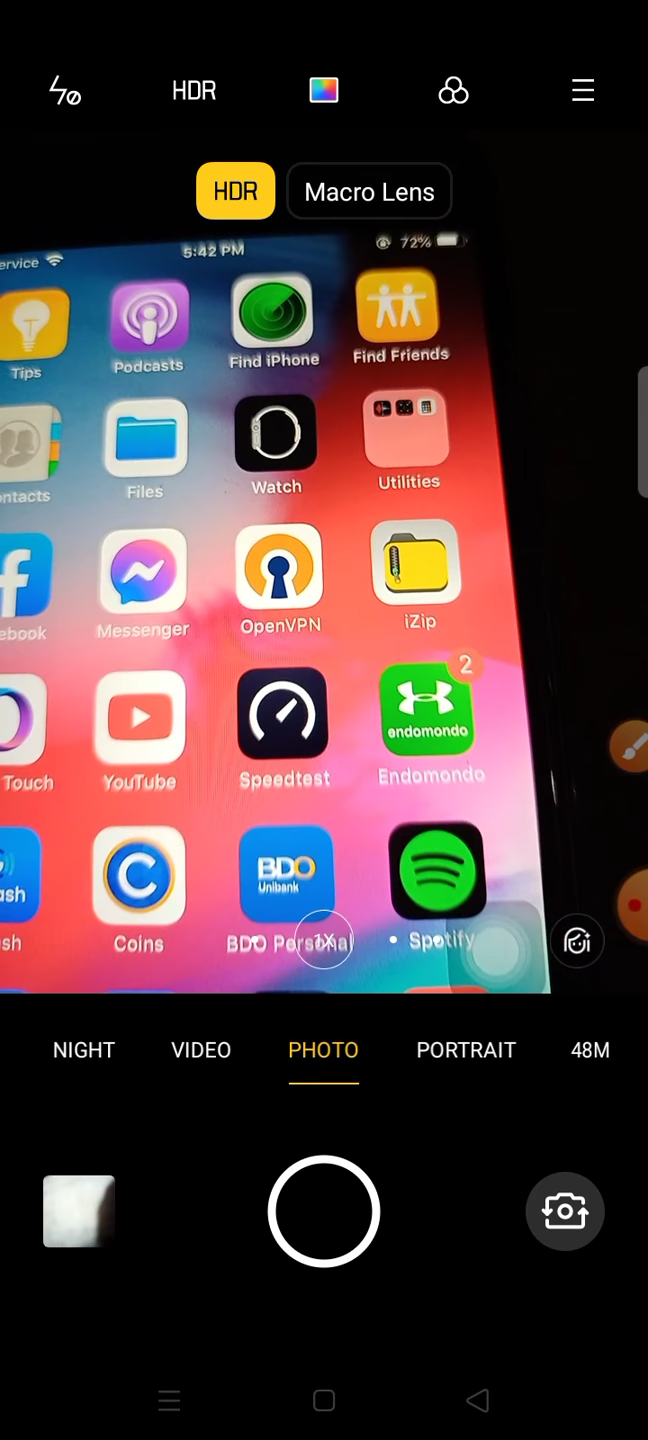 HDR
HDR Macro Lens
ervice 5:42 PM 72%
Tips Podcasts Find iPhone Find Friends
ontacts Files Watch Utilities
ebook Messenger OpenVPN iZip
2
endomondo
Touch YouTube Speedtest Endomondo
ash BDO
Unibank
sh Coins BDO Personal Spotify
1X
NIGHT VIDEO PHOTO PORTRAIT 48M